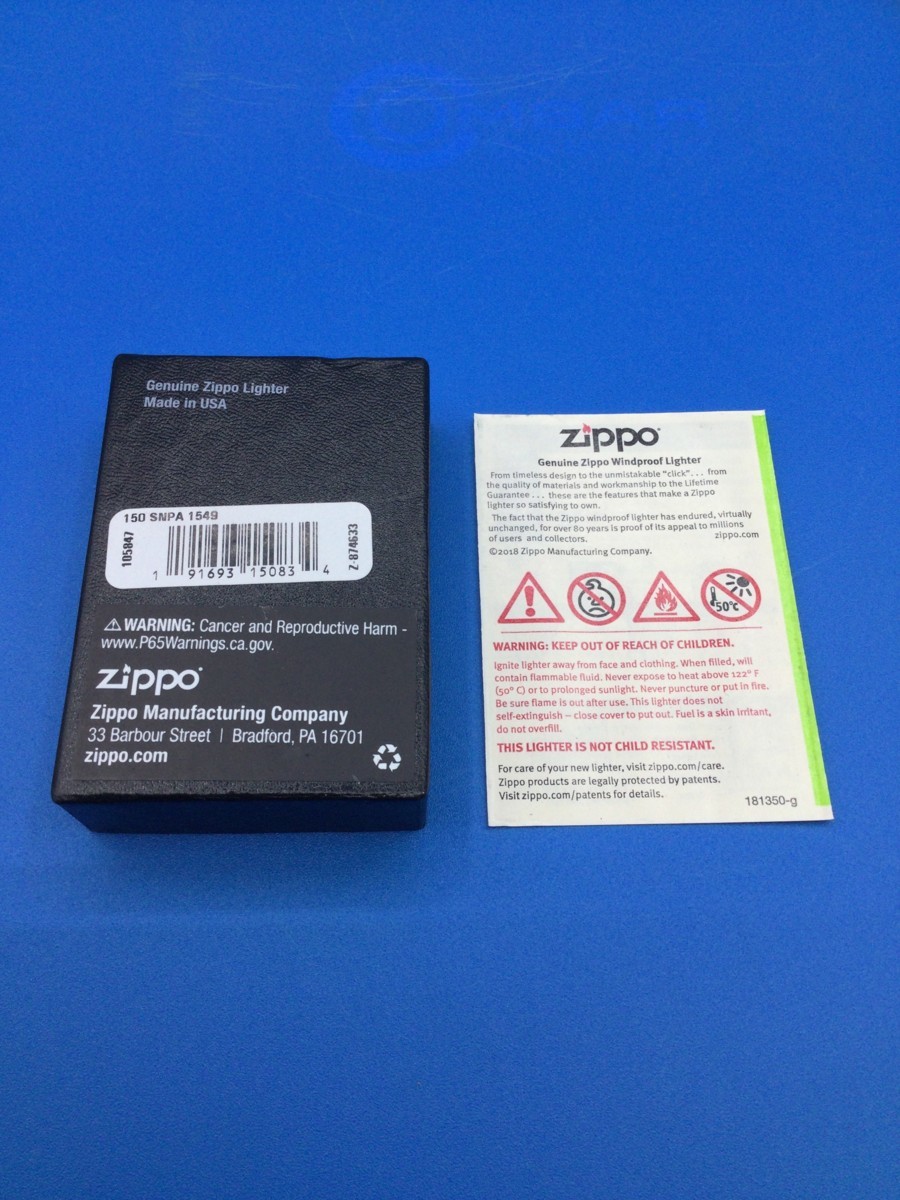 Genuine Zippo Lighter
Made in USA
150 SNPA 1549
105847
Z-874633
1 91693 15083 4
WARNING: Cancer and Reproductive Harm -
www.P65Warnings.ca.gov.
zippo
Zippo Manufacturing Company
33 Barbour Street | Bradford, PA 16701
zippo.com
zippo
Genuine Zippo Windproof Lighter
From timeless design to the unmistakable "click"... from
the quality of materials and workmanship to the Lifetime
Guarantee ... these are the features that make a Zippo
lighter so satisfying to own.
The fact that the Zippo windproof lighter has endured, virtually
unchanged, for over 80 years is proof of its appeal to millions
of users and collectors.
zippo.com
©2018 Zippo Manufacturing Company.
50°C
WARNING: KEEP OUT OF REACH OF CHILDREN.
Ignite lighter away from face and clothing. When filled, will
contain flammable fluid. Never expose to heat above 122° F
(50° C) or to prolonged sunlight. Never puncture or put in fire.
Be sure flame is out after use. This lighter does not
self-extinguish – close cover to put out. Fuel is a skin irritant,
do not overfill.
THIS LIGHTER IS NOT CHILD RESISTANT.
For care of your new lighter, visit zippo.com/care.
Zippo products are legally protected by patents.
Visit zippo.com/patents for details.
181350-g